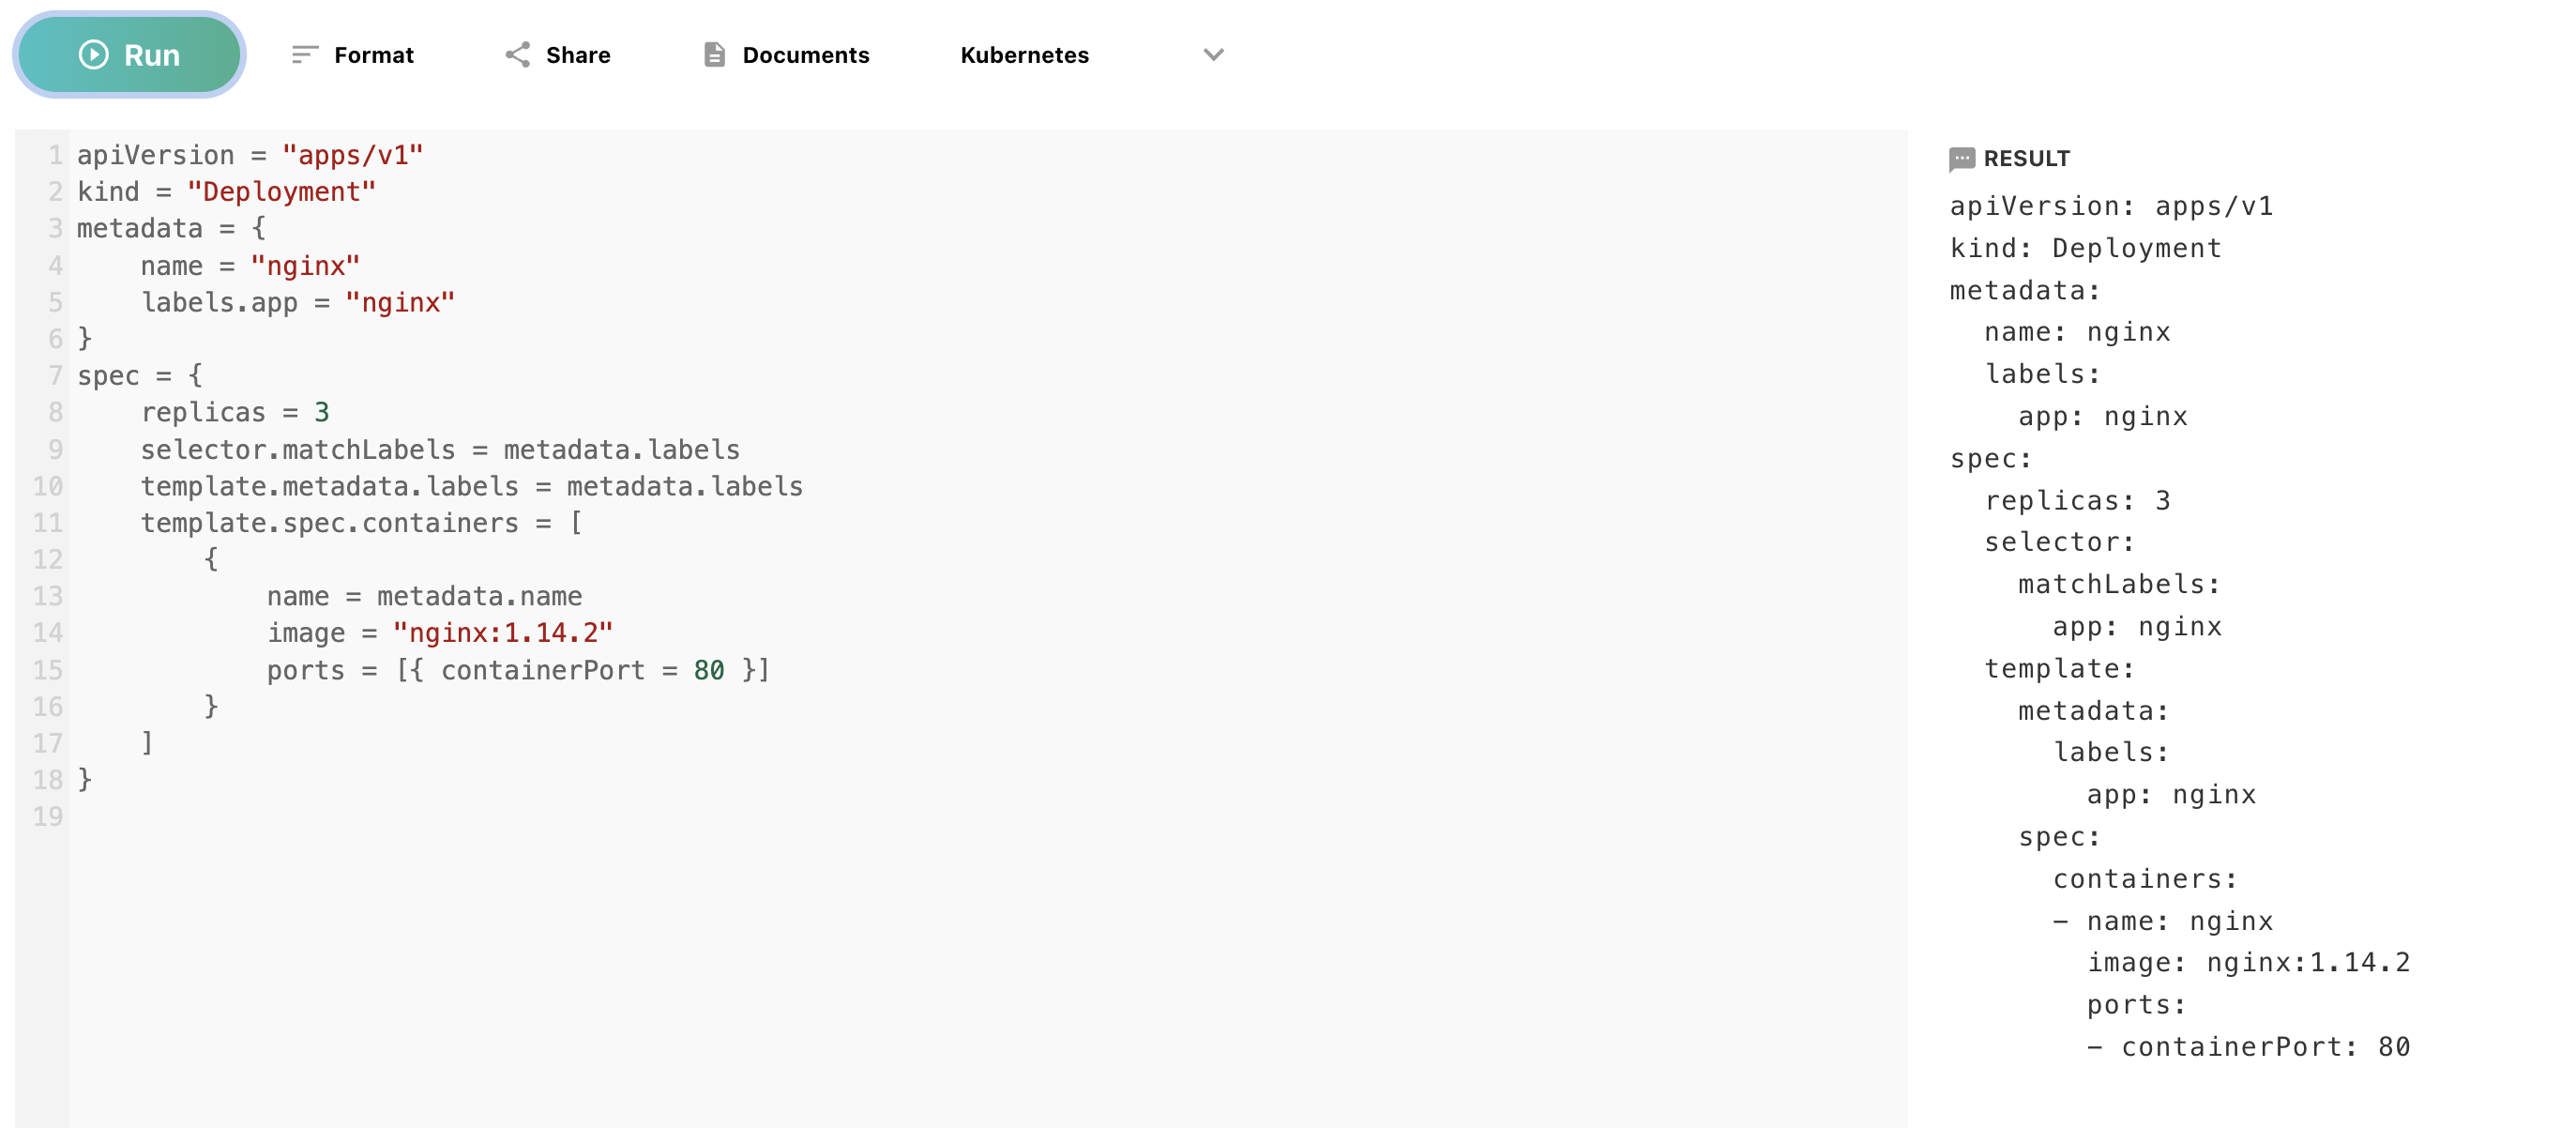 Run Format Share Documents Kubernetes
1 apiVersion = "apps/v1"
2 kind = "Deployment"
3 metadata = {
4     name = "nginx"
5     labels.app = "nginx"
6 }
7 spec = {
8     replicas = 3
9     selector.matchLabels = metadata.labels
10     template.metadata.labels = metadata.labels
11     template.spec.containers = [
12         {
13             name = metadata.name
14             image = "nginx:1.14.2"
15             ports = [{ containerPort = 80 }]
16         }
17     ]
18 }
19
RESULT
apiVersion: apps/v1
kind: Deployment
metadata:
  name: nginx
  labels:
    app: nginx
spec:
  replicas: 3
  selector:
    matchLabels:
      app: nginx
  template:
    metadata:
      labels:
        app: nginx
    spec:
      containers:
      - name: nginx
        image: nginx:1.14.2
        ports:
        - containerPort: 80